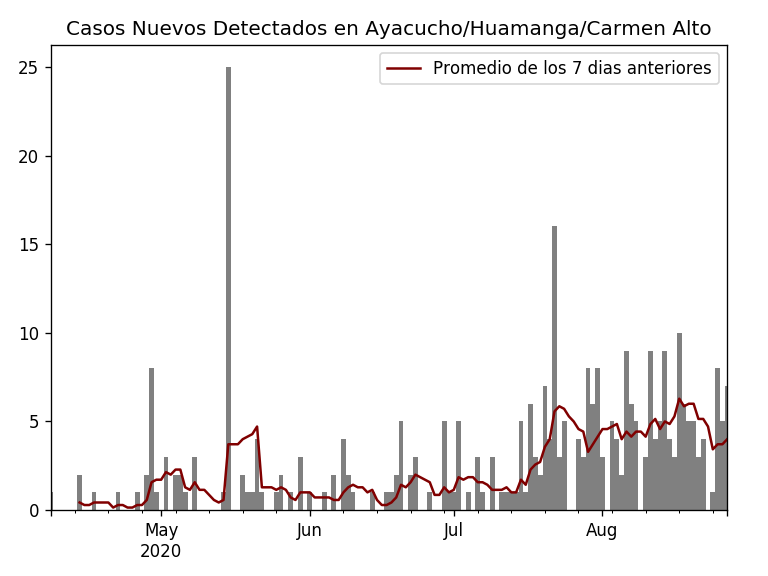 Casos Nuevos Detectados en Ayacucho/Huamanga/Carmen Alto
Promedio de los 7 dias anteriores
25
20
15
10
5
0
May Jun Jul Aug
2020